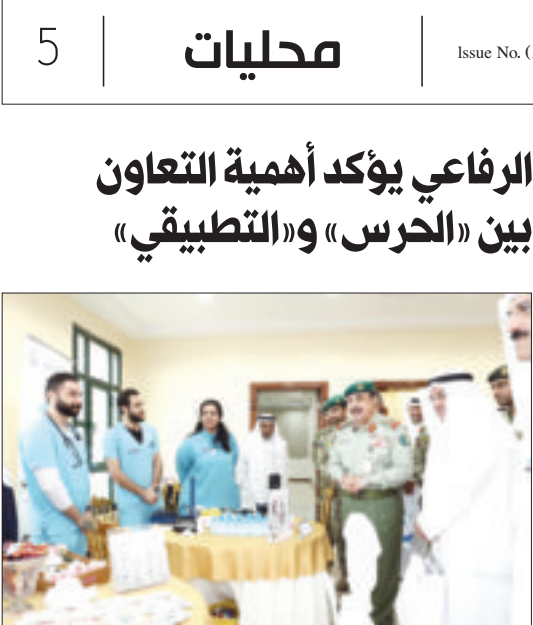 Issue No. (
محليات
5
الرفاعي يؤكد أهمية التعاون
بين «الحرس» و«التطبيقي»